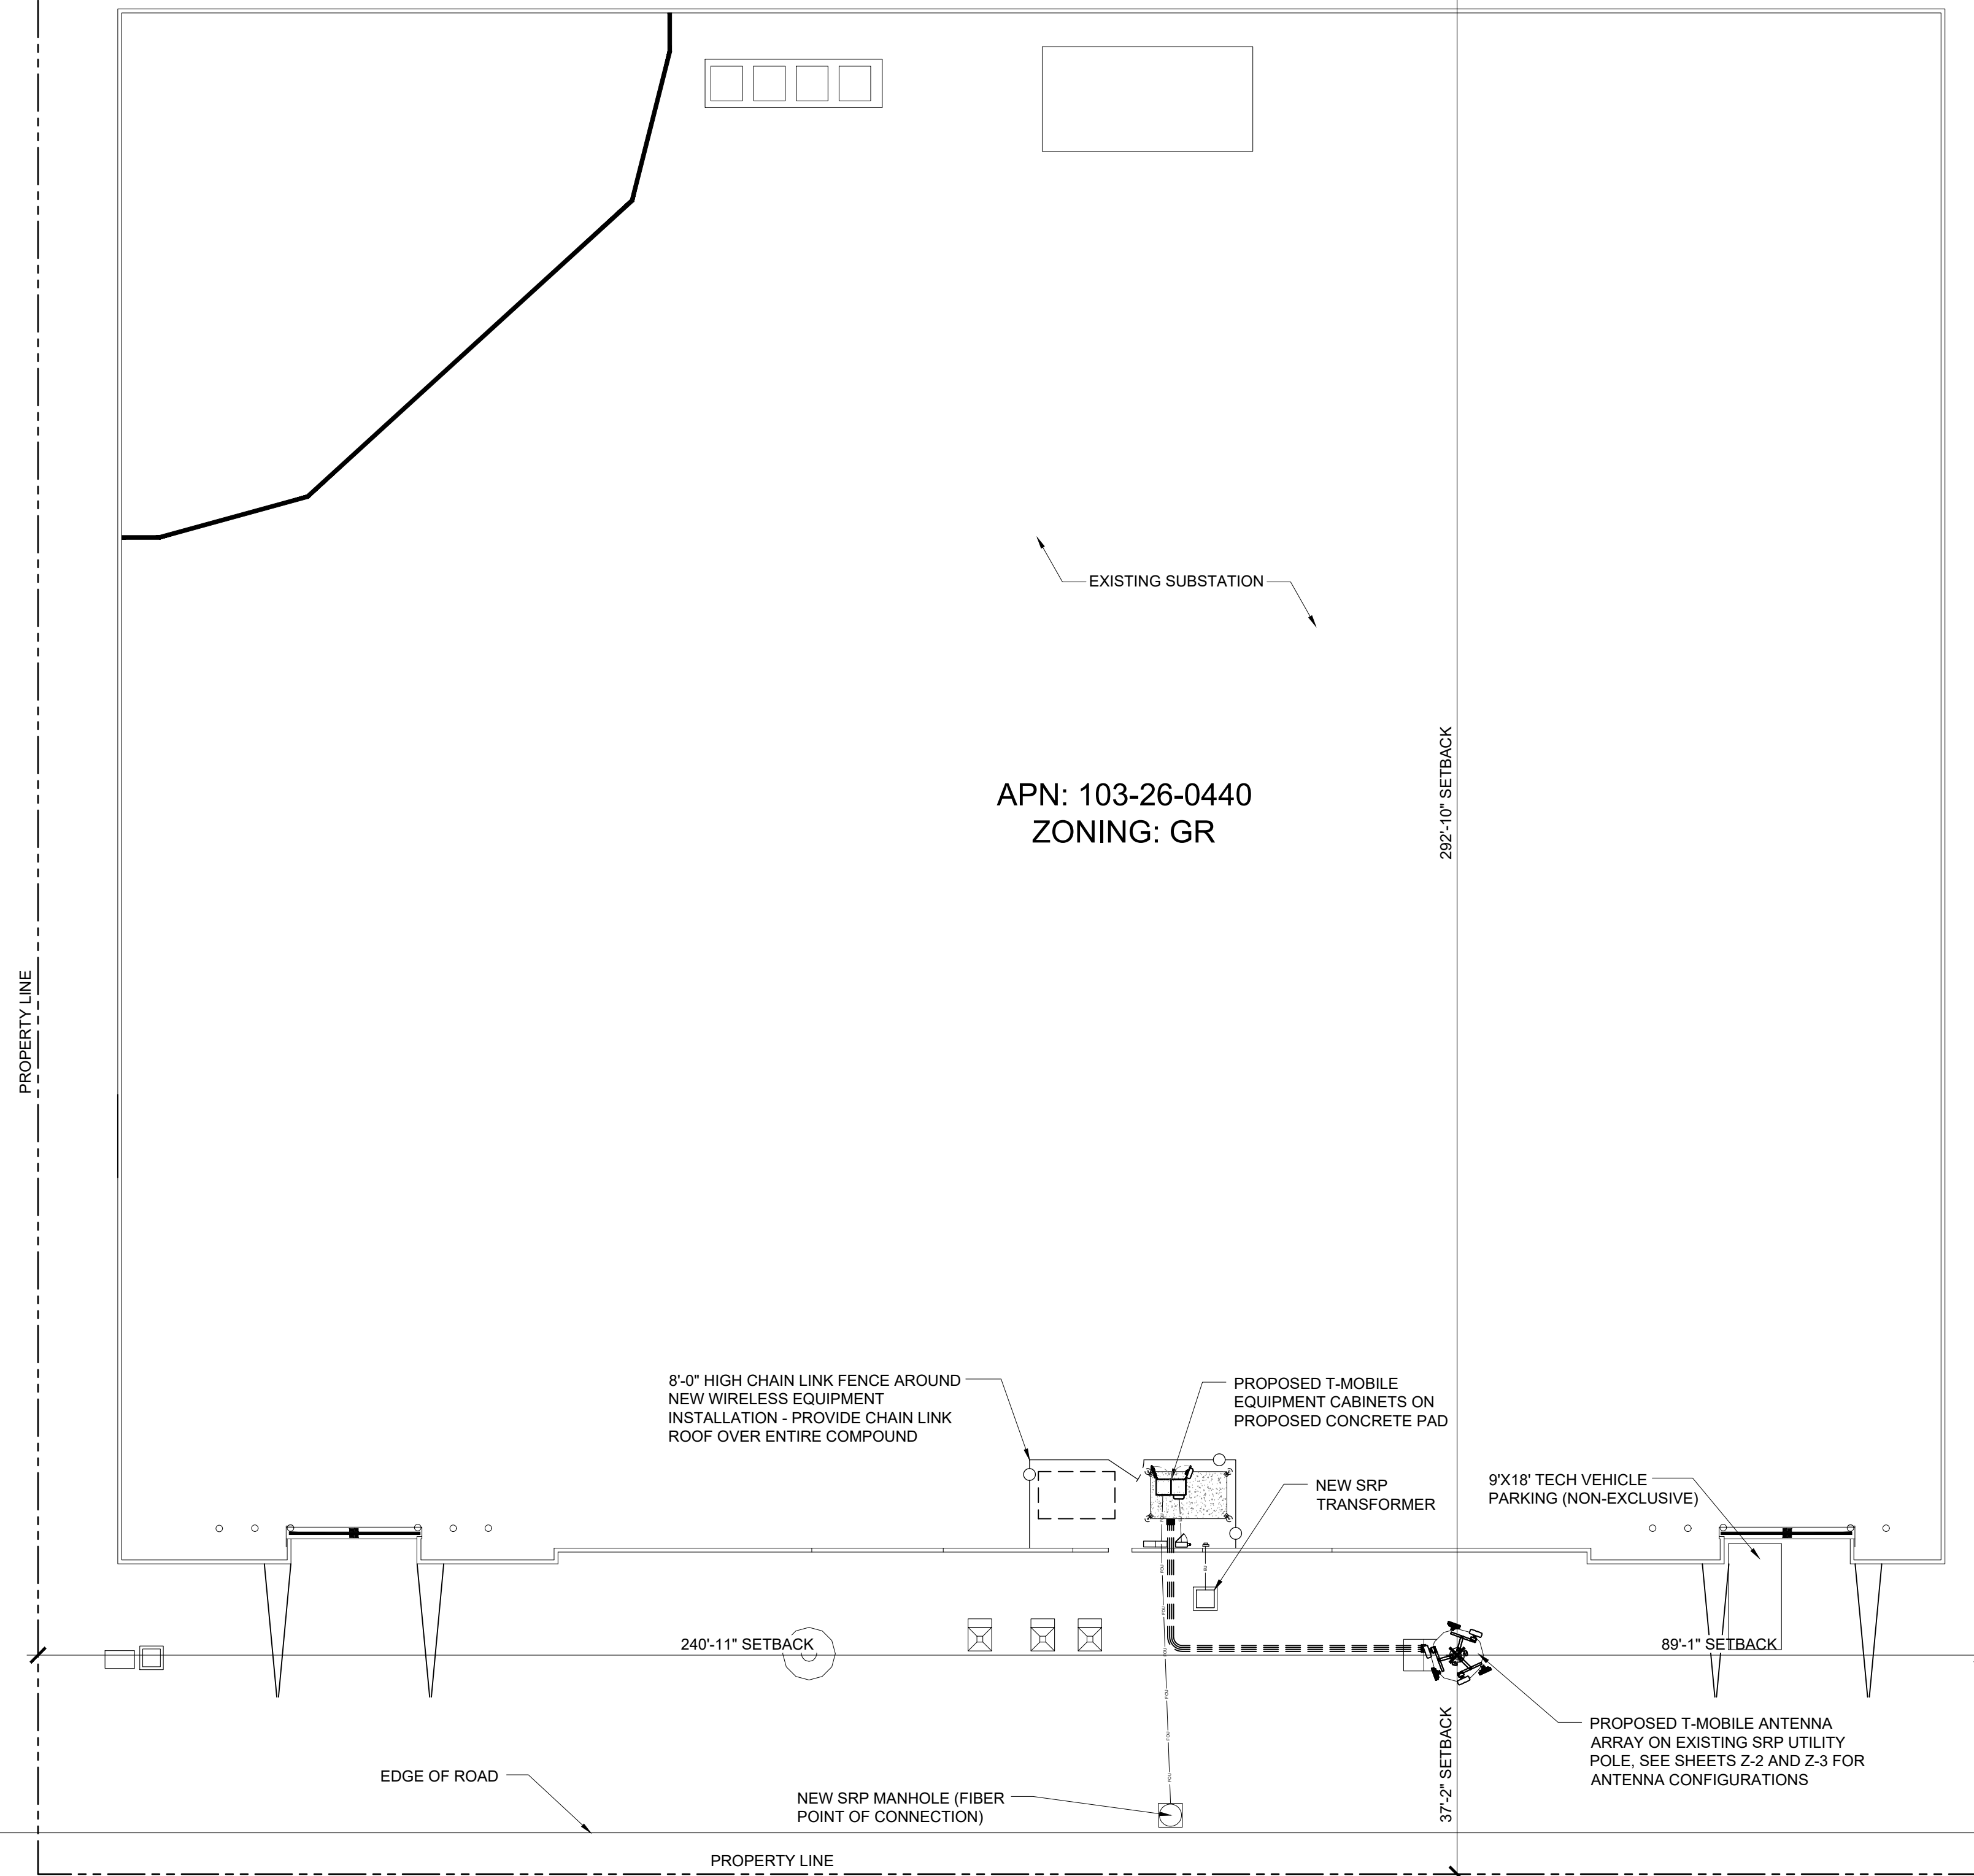 EXISTING SUBSTATION
292'-10" SETBACK
APN: 103-26-0440
ZONING: GR
PROPERTY LINE
8'-0" HIGH CHAIN LINK FENCE AROUND
NEW WIRELESS EQUIPMENT
INSTALLATION - PROVIDE CHAIN LINK
ROOF OVER ENTIRE COMPOUND
PROPOSED T-MOBILE
EQUIPMENT CABINETS ON
PROPOSED CONCRETE PAD
NEW SRP
TRANSFORMER
9'X18' TECH VEHICLE
PARKING (NON-EXCLUSIVE)
240'-11" SETBACK
89'-1" SETBACK
37'-2" SETBACK
PROPOSED T-MOBILE ANTENNA
ARRAY ON EXISTING SRP UTILITY
POLE, SEE SHEETS Z-2 AND Z-3 FOR
ANTENNA CONFIGURATIONS
EDGE OF ROAD
NEW SRP MANHOLE (FIBER
POINT OF CONNECTION)
PROPERTY LINE